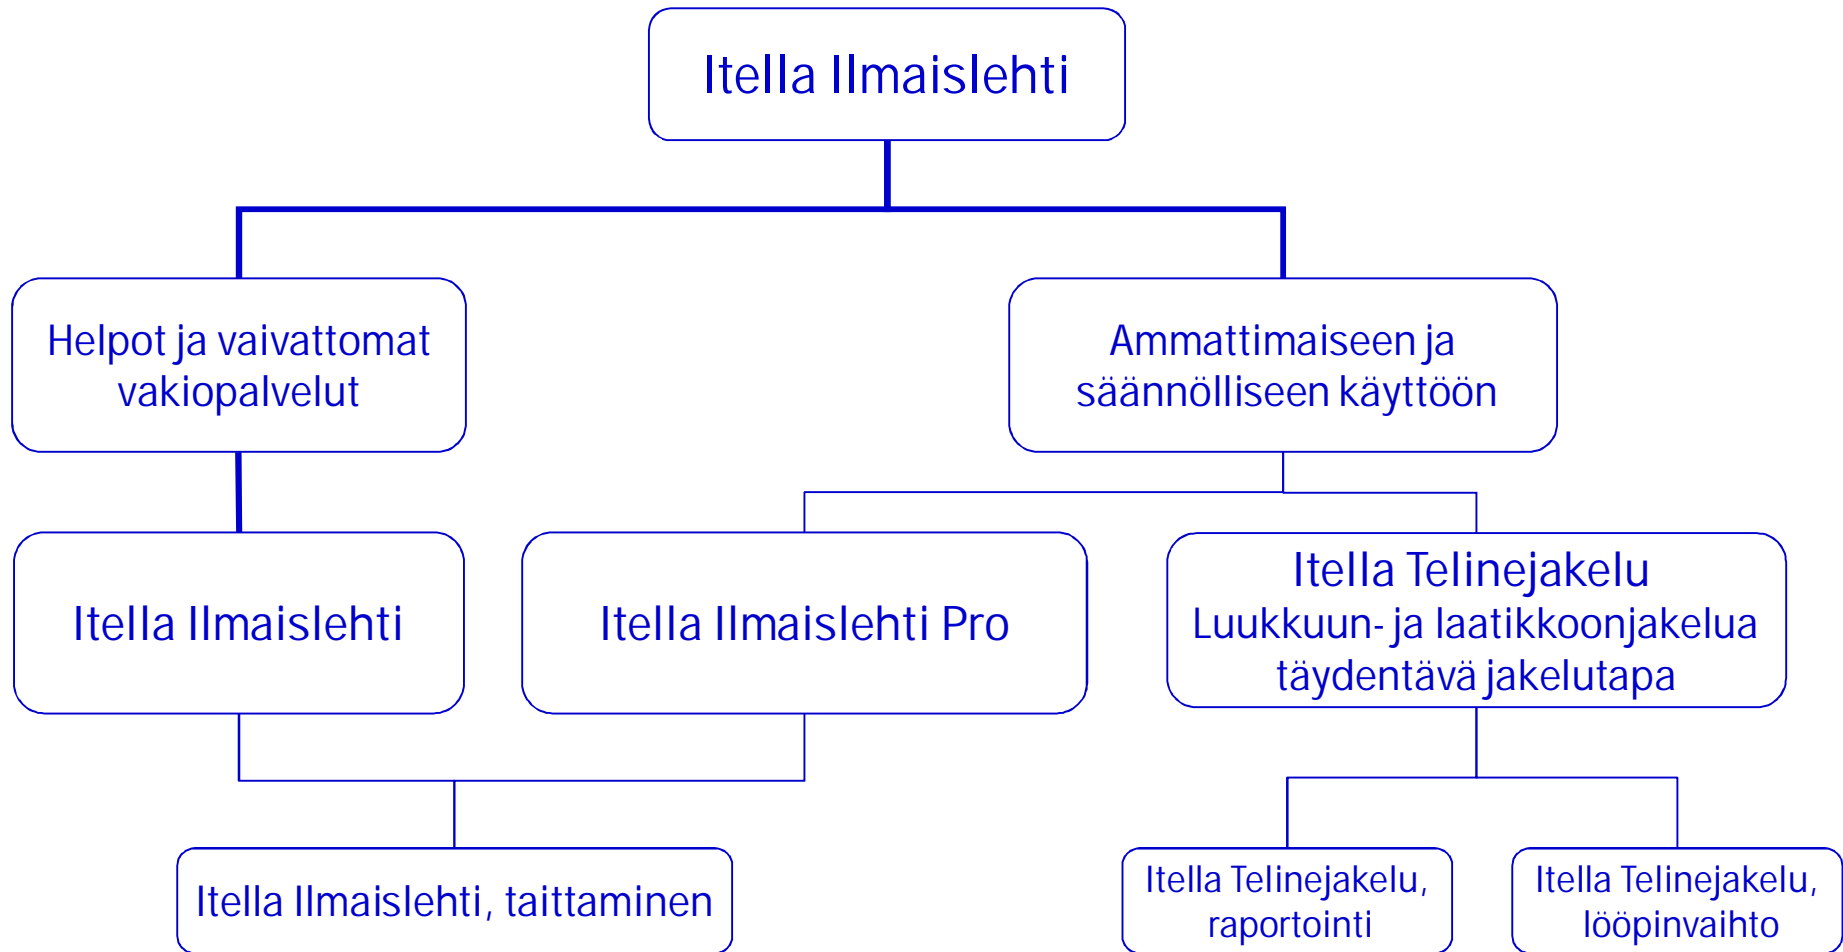 Itella Ilmaislehti
Helpot ja vaivattomat
vakiopalvelut
Ammattimaiseen ja
säännölliseen käyttöön
Itella Ilmaislehti
Itella Ilmaislehti Pro
Itella Telinejakelu
Luukkuun- ja laatikkoonjakelua
täydentävä jakelutapa
Itella Ilmaislehti, taittaminen
Itella Telinejakelu,
raportointi
Itella Telinejakelu,
lööpinvaihto